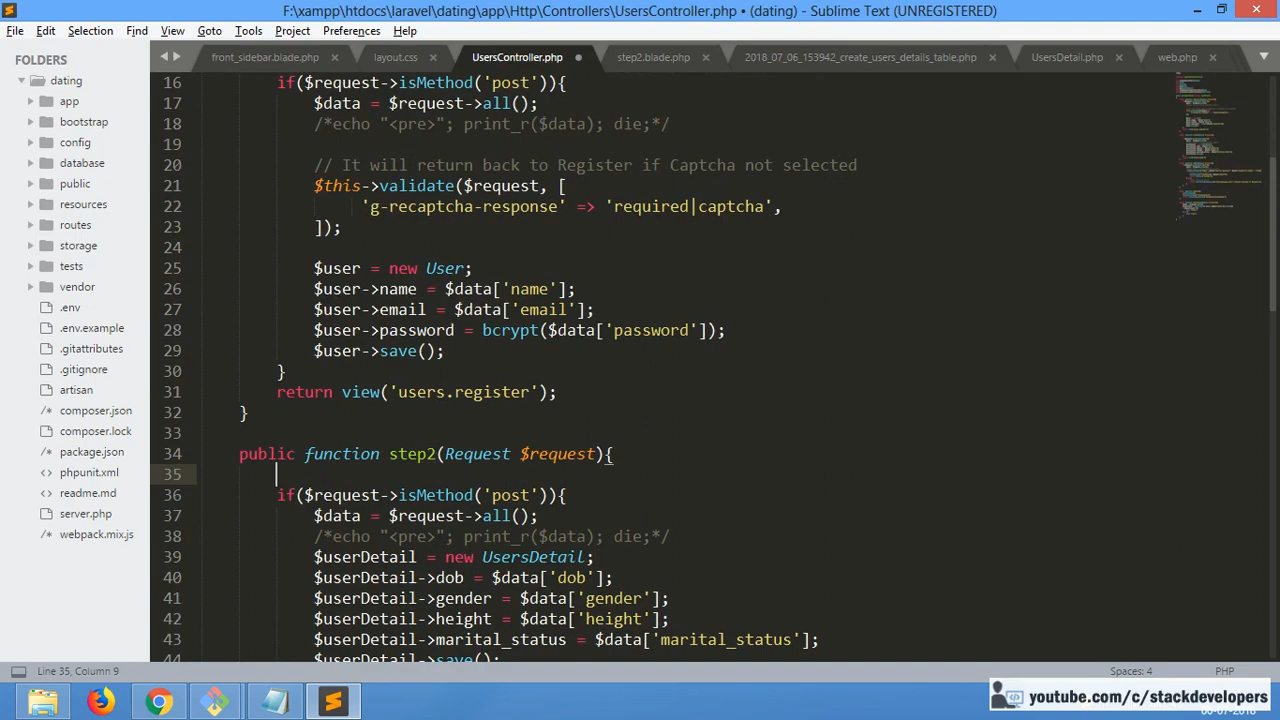 F:\xampp\htdocs\laravel\dating\app\Http\Controllers\UsersController.php • (dating) - Sublime Text (UNREGISTERED)
File Edit Selection Find View Goto Tools Project Preferences Help
front_sidebar.blade.php layout.css UsersController.php step2.blade.php 2018_07_06_153942_create_users_details_table.php UsersDetail.php web.php
FOLDERS
dating
app
bootstrap
config
database
public
resources
routes
storage
tests
vendor
.env
.env.example
.gitattributes
.gitignore
artisan
composer.json
composer.lock
package.json
phpunit.xml
readme.md
server.php
webpack.mix.js
16 if($request->isMethod('post')){
17 $data = $request->all();
18 /*echo "<pre>"; print_r($data); die;*/
19
20 // It will return back to Register if Captcha not selected
21 $this->validate($request, [
22 'g-recaptcha-response' => 'required|captcha',
23 ]);
24
25 $user = new User;
26 $user->name = $data['name'];
27 $user->email = $data['email'];
28 $user->password = bcrypt($data['password']);
29 $user->save();
30 }
31 return view('users.register');
32 }
33
34 public function step2(Request $request){
35
36 if($request->isMethod('post')){
37 $data = $request->all();
38 /*echo "<pre>"; print_r($data); die;*/
39 $userDetail = new UsersDetail;
40 $userDetail->dob = $data['dob'];
41 $userDetail->gender = $data['gender'];
42 $userDetail->height = $data['height'];
43 $userDetail->marital_status = $data['marital_status'];
44 $userDetail->save();
Line 35, Column 9 Spaces: 4 PHP
youtube.com/c/stackdevelopers